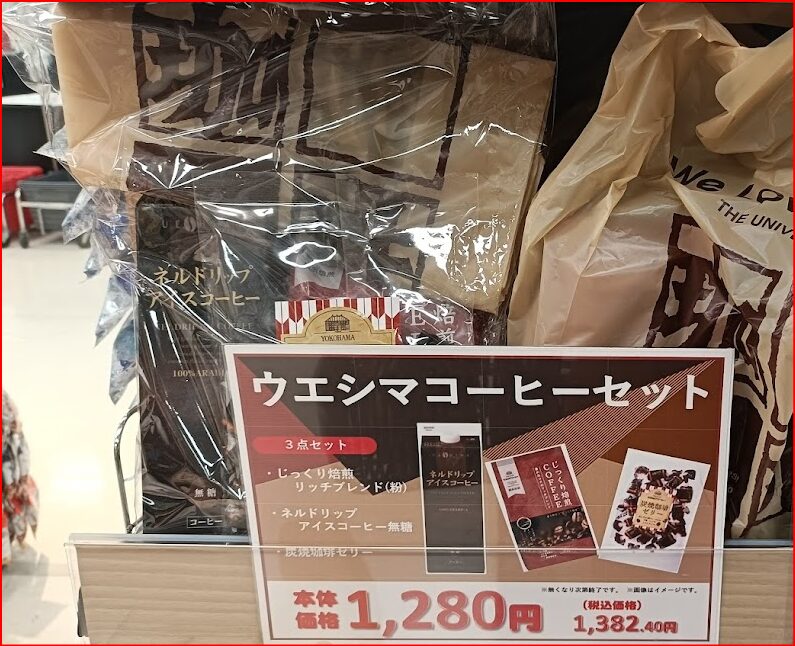 We Lov
THE UNIV
ネルドリップ
アイスコーヒー
100%ARA
無糖
コーヒー
YOKOHAMA
ウエシマコーヒーセット
3点セット
・じっくり焙煎
リッチブレンド(粉)
・ネルドリップ
アイスコーヒー無糖
・炭焼珈琲ゼリー
ネルドリップ
アイスコーヒー
じっくり焙煎
COFFEE
炭焼珈琲
ゼリー
※無くなり次第終了です。 ※画像はイメージです。
本体
価格 1,280円
(税込価格)
1,382.40円